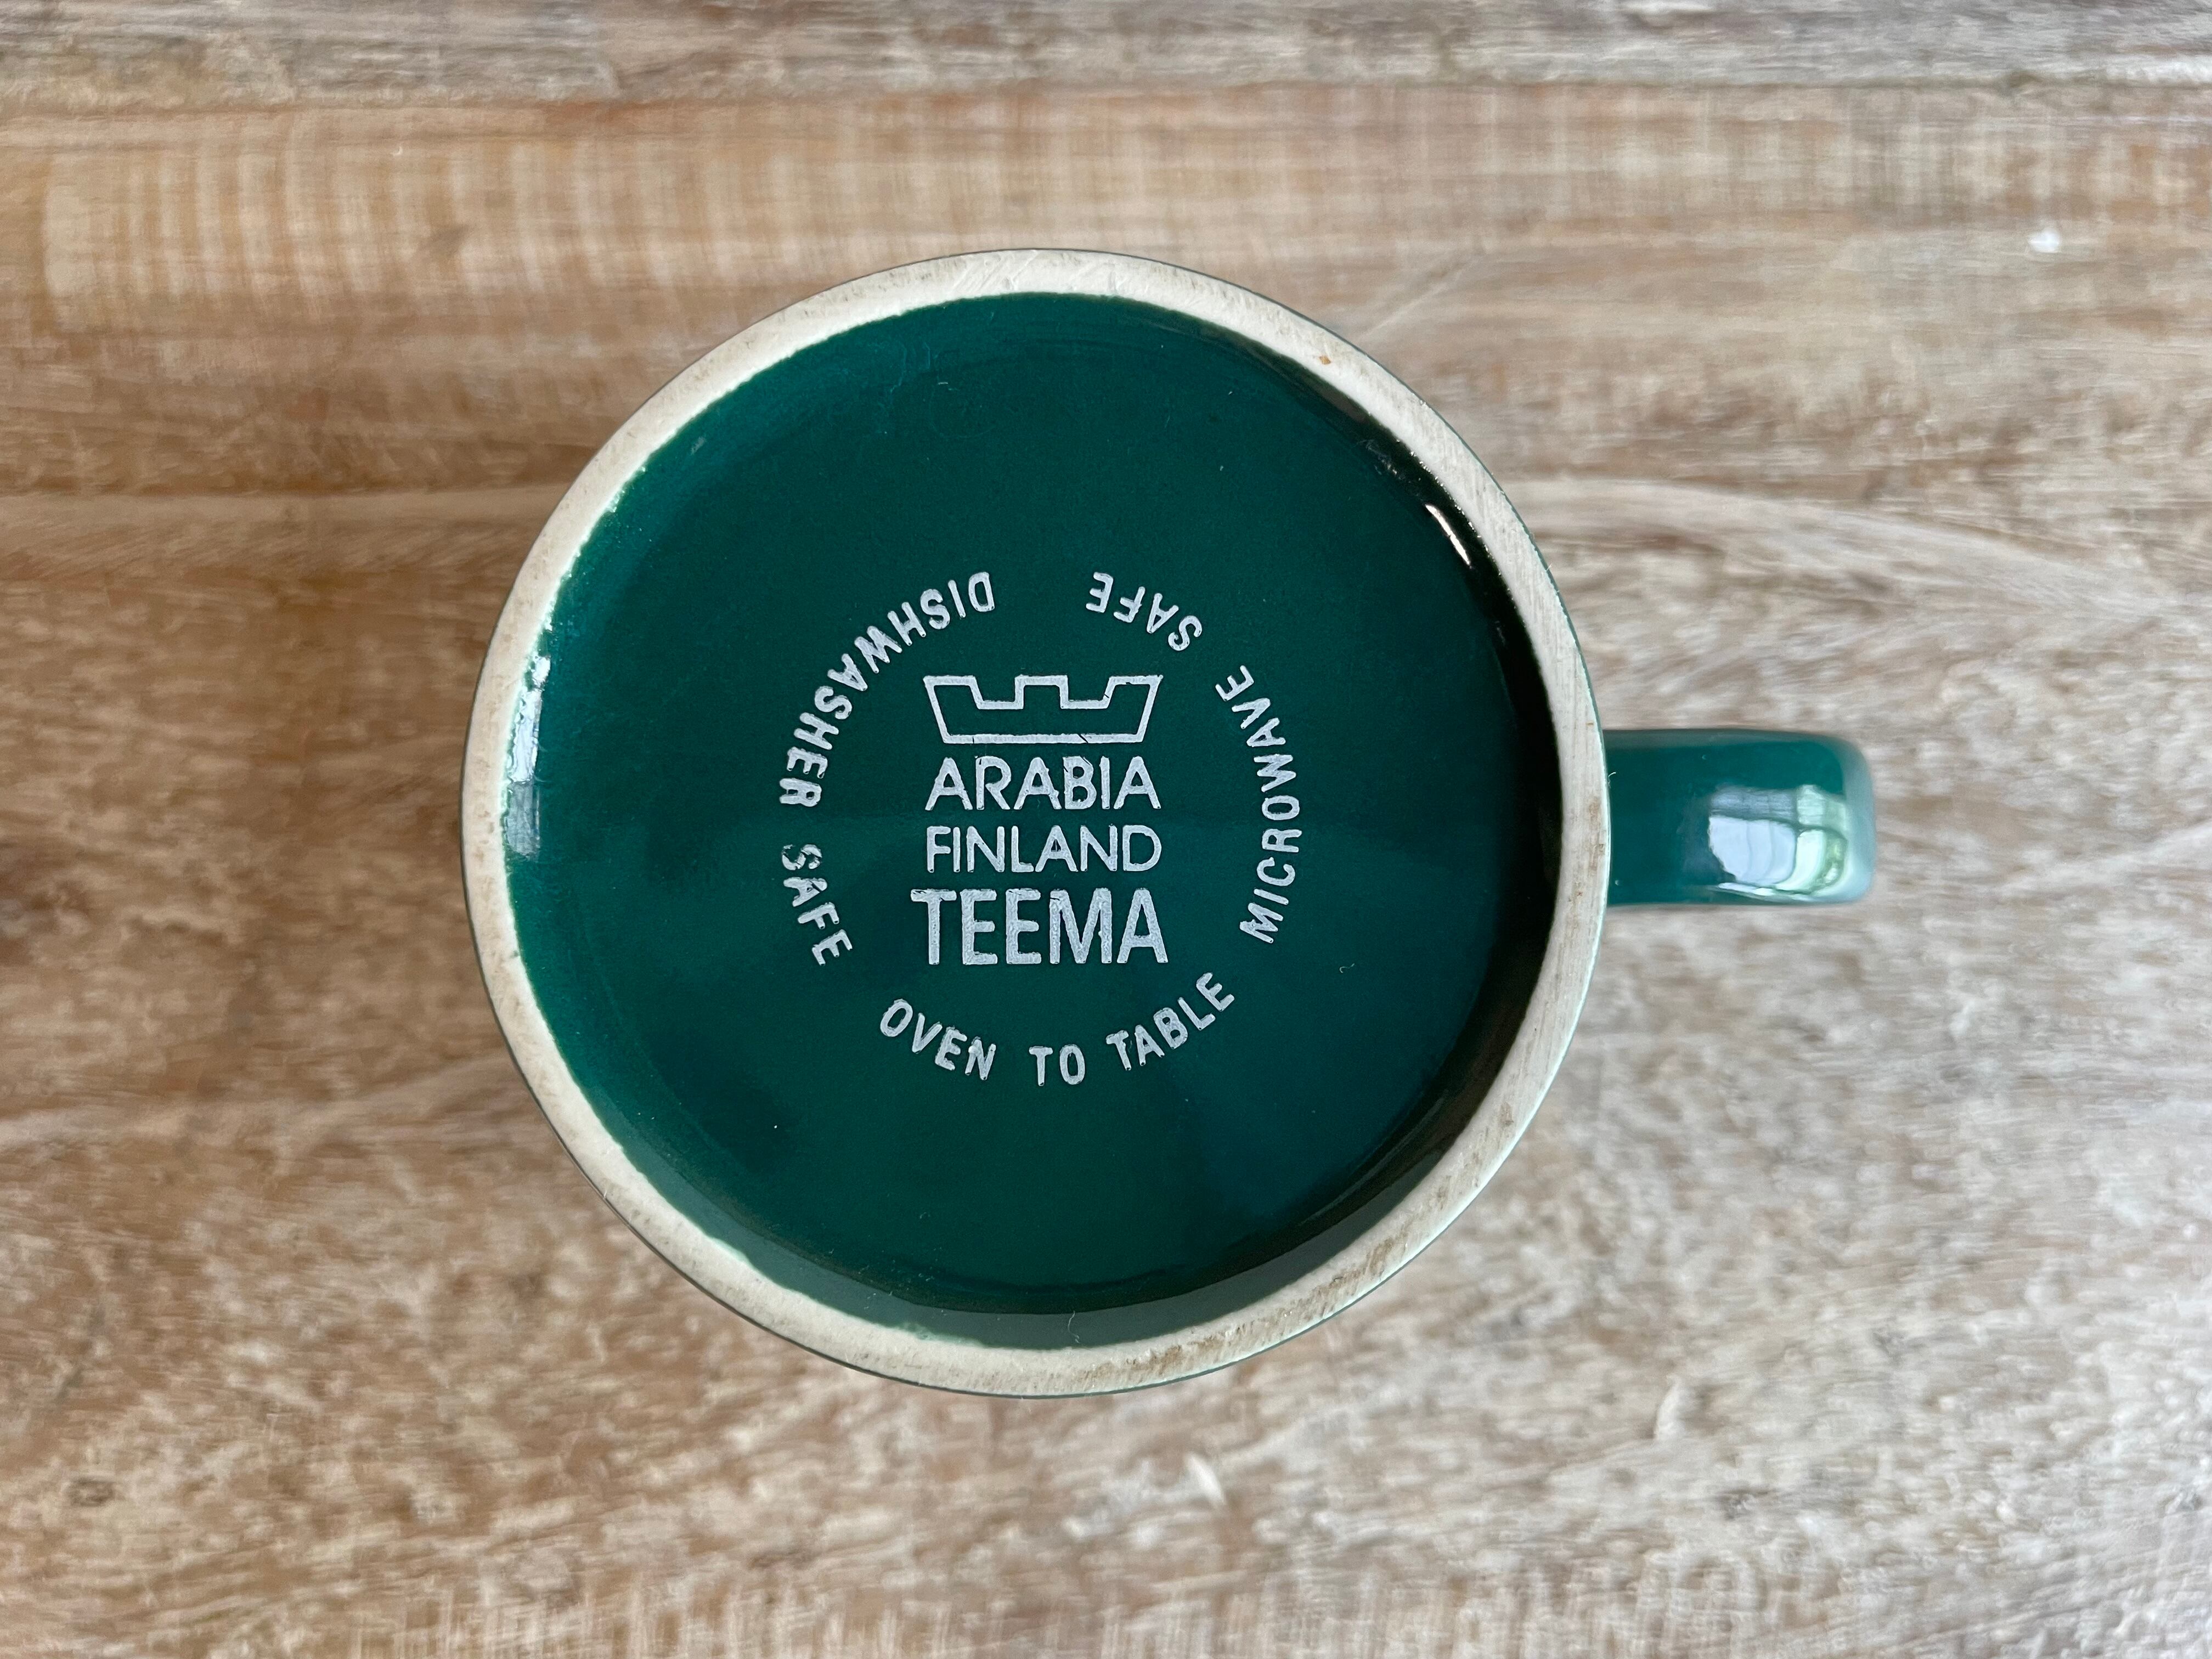 ARABIA
FINLAND
TEEMA
DISHWASHER SAFE
OVEN TO TABLE
MICROWAVE SAFE